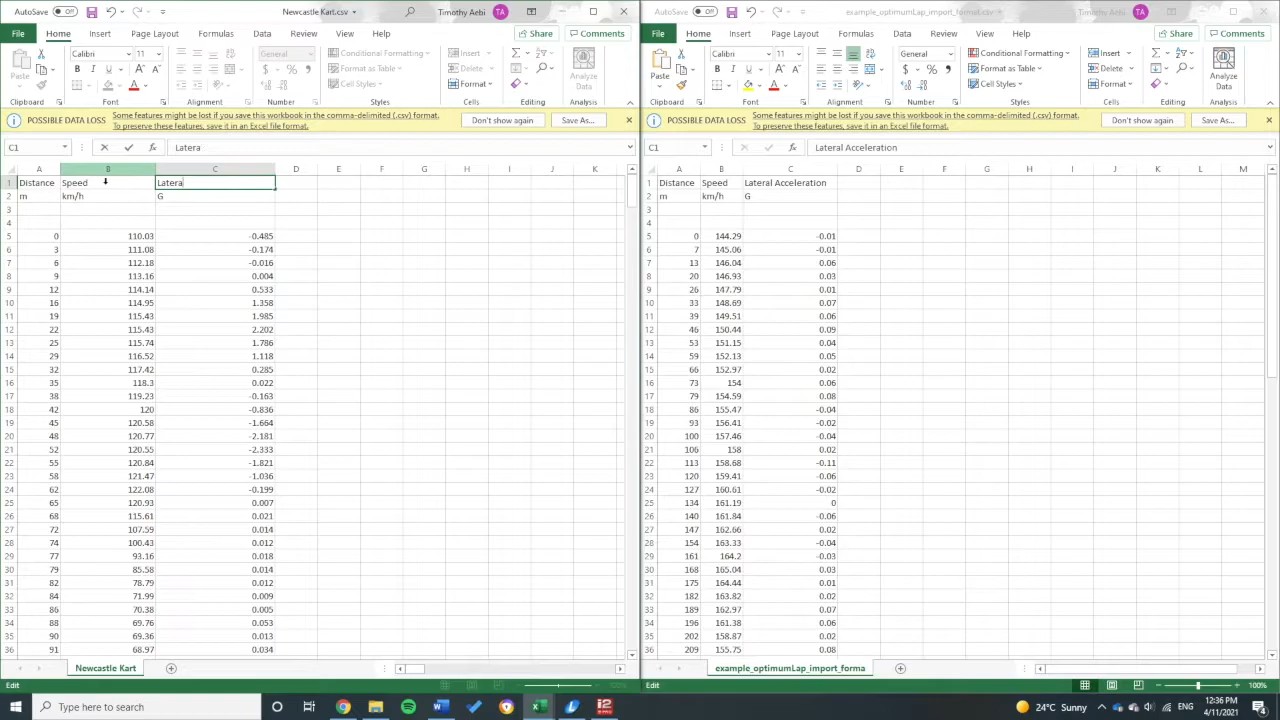 AutoSave Off Newcastle Kart.csv Timothy Aebi TA
File Home Insert Page Layout Formulas Data Review View Help Share Comments
Paste Calibri 11 General Conditional Formatting Insert Analyze Data
Format as Table Delete
Cell Styles Format
Clipboard Font Alignment Number Styles Cells Editing Analysis
POSSIBLE DATA LOSS Some features might be lost if you save this workbook in the comma-delimited (.csv) format. To preserve these features, save it in an Excel file format. Don't show again Save As...
C1 Latera
A B C D E F G H I J K
1 Distance Speed Latera
2 m km/h G
3
4
5 0 110.03 -0.485
6 3 111.08 -0.174
7 6 112.18 -0.016
8 9 113.16 0.004
9 12 114.14 0.533
10 16 114.95 1.358
11 19 115.43 1.985
12 22 115.43 2.202
13 25 115.74 1.786
14 29 116.52 1.118
15 32 117.42 0.285
16 35 118.3 0.022
17 38 119.23 -0.163
18 42 120 -0.836
19 45 120.58 -1.664
20 48 120.77 -2.181
21 52 120.55 -2.333
22 55 120.84 -1.821
23 58 121.47 -1.036
24 62 122.08 -0.199
25 65 120.93 0.007
26 68 115.61 0.021
27 72 107.59 0.014
28 74 100.43 0.012
29 77 93.16 0.018
30 79 85.58 0.014
31 82 78.79 0.012
32 84 71.99 0.009
33 86 70.38 0.005
34 88 69.76 0.053
35 90 69.36 0.013
36 91 68.97 0.034
Newcastle Kart
Edit 100%
AutoSave Off example_optimumLap_import_format.csv Timothy Aebi TA
File Home Insert Page Layout Formulas Data Review View Help Share Comments
Paste Calibri 11 General Conditional Formatting Insert Analyze Data
Format as Table Delete
Cell Styles Format
Clipboard Font Alignment Number Styles Cells Editing Analysis
POSSIBLE DATA LOSS Some features might be lost if you save this workbook in the comma-delimited (.csv) format. To preserve these features, save it in an Excel file format. Don't show again Save As...
C1 Lateral Acceleration
A B C D E F G H I J K L M
1 Distance Speed Lateral Acceleration
2 m km/h G
3
4
5 0 144.29 -0.01
6 7 145.06 -0.01
7 13 146.04 0.06
8 20 146.93 0.03
9 26 147.79 0.01
10 33 148.69 0.07
11 39 149.51 0.06
12 46 150.44 0.09
13 53 151.15 0.04
14 59 152.13 0.05
15 66 152.97 0.02
16 73 154 0.06
17 79 154.59 0.08
18 86 155.47 -0.04
19 93 156.41 -0.02
20 100 157.46 -0.04
21 106 158 0.02
22 113 158.68 -0.11
23 120 159.41 -0.06
24 127 160.61 -0.02
25 134 161.19 0
26 140 161.84 -0.06
27 147 162.66 0.02
28 154 163.33 -0.04
29 161 164.2 -0.03
30 168 165.04 0.03
31 175 164.44 0.01
32 182 163.82 0.04
33 189 162.97 0.07
34 196 161.38 0.06
35 202 158.87 0.02
36 209 155.75 0.08
example_optimumLap_import_forma
Edit 100%
Type here to search 24°C Sunny 12:36 PM
4/11/2021